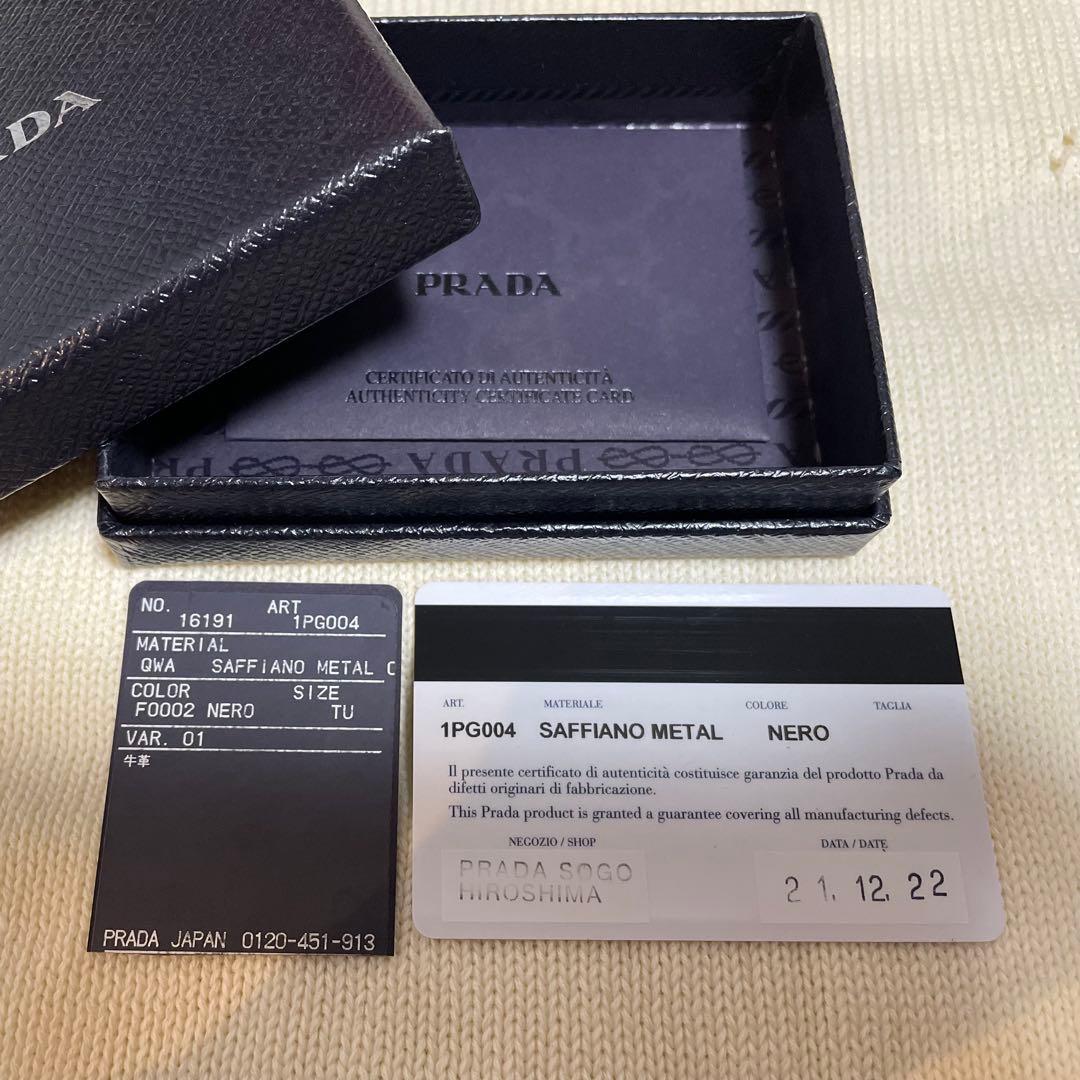 ADA
PRADA
CERTIFICATO DI AUTENTICITÀ
AUTHENTICITY CERTIFICATE CARD
PRADA PRADA
NO. 16191 ART 1PG004
MATERIAL
QWA SAFFIANO METAL C
COLOR SIZE
F0002 NERO TU
VAR. 01
牛革
PRADA JAPAN 0120-451-913
ART. MATERIALE COLORE TAGLIA
1PG004 SAFFIANO METAL NERO
Il presente certificato di autenticità costituisce garanzia del prodotto Prada da
difetti originari di fabbricazione.
This Prada product is granted a guarantee covering all manufacturing defects.
NEGOZIO / SHOP DATA / DATE
PRADA SOGO
HIROSHIMA
21. 12. 22